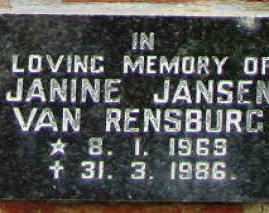 IN
LOVING MEMORY OF
JANINE JANSEN
VAN RENSBURG
☆ 8. 1. 1969
✝ 31. 3. 1986.